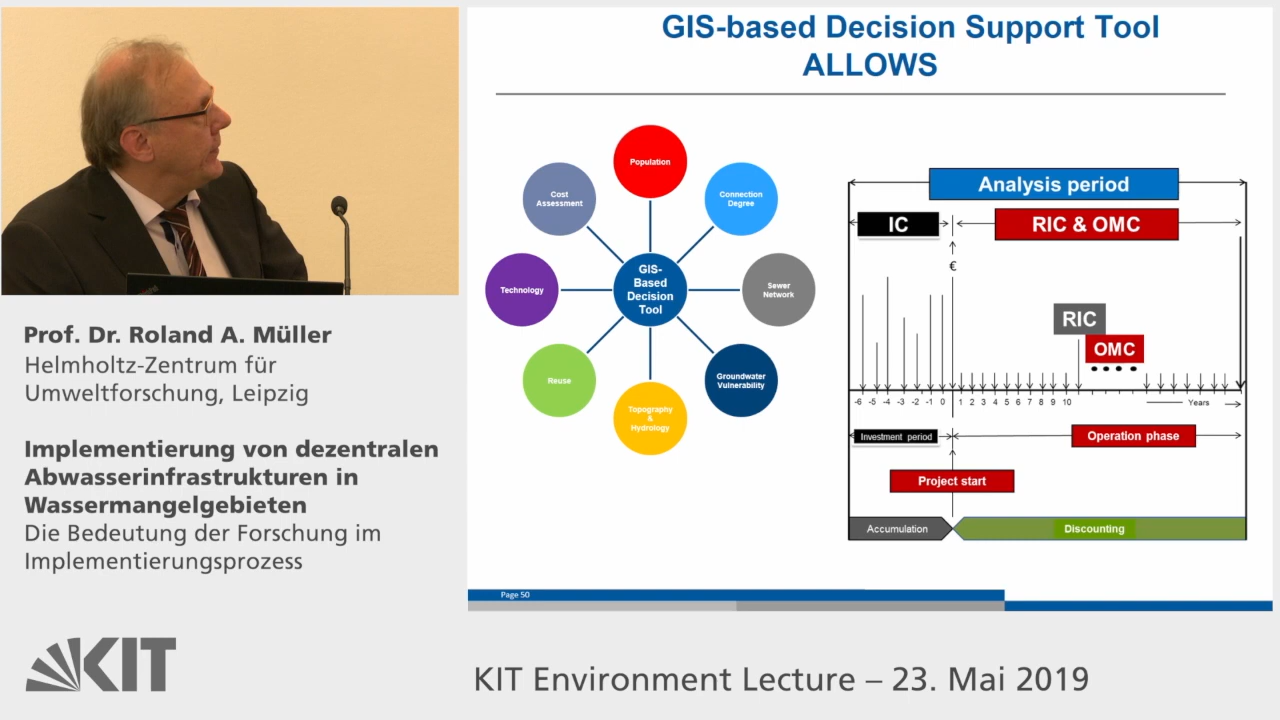 GIS-based Decision Support Tool
ALLOWS
Population
Connection
Degree
Sewer
Network
Groundwater
Vulnerability
Topography
&
Hydrology
Reuse
Technology
Cost
Assessment
GIS-
Based
Decision
Tool
Analysis period
IC
RIC & OMC
€
RIC
OMC
-6 -5 -4 -3 -2 -1 0 1 2 3 4 5 6 7 8 9 10
Years
Investment period
Operation phase
Project start
Accumulation
Discounting
Page 50
Prof. Dr. Roland A. Müller
Helmholtz-Zentrum für
Umweltforschung, Leipzig
Implementierung von dezentralen
Abwasserinfrastrukturen in
Wassermangelgebieten
Die Bedeutung der Forschung im
Implementierungsprozess
KIT
KIT Environment Lecture – 23. Mai 2019